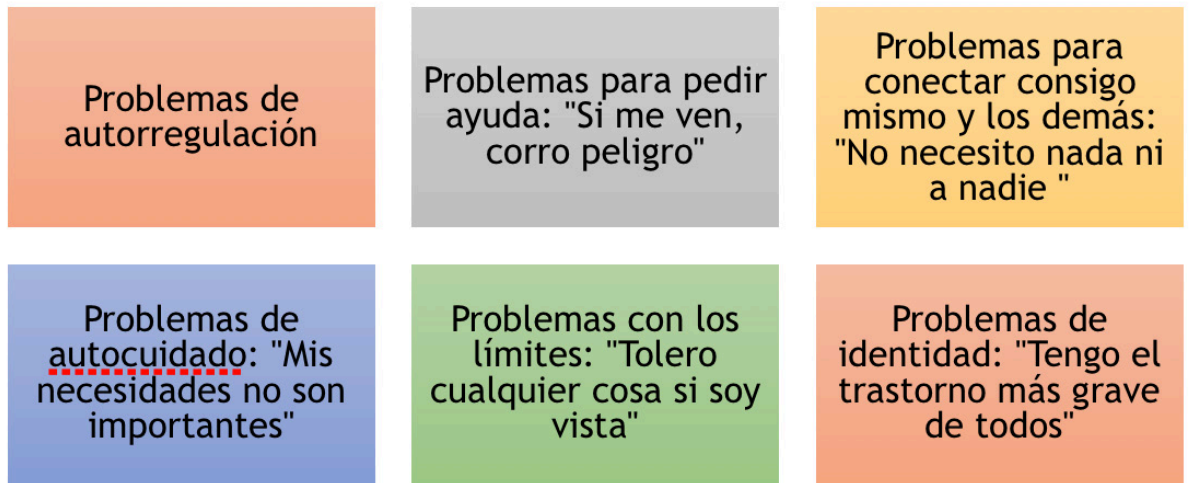 Problemas de
autorregulación
Problemas para pedir
ayuda: "Si me ven,
corro peligro"
Problemas para
conectar consigo
mismo y los demás:
"No necesito nada ni
a nadie "
Problemas de
autocuidado: "Mis
necesidades no son
importantes"
Problemas con los
límites: "Tolero
cualquier cosa si soy
vista"
Problemas de
identidad: "Tengo el
trastorno más grave
de todos"